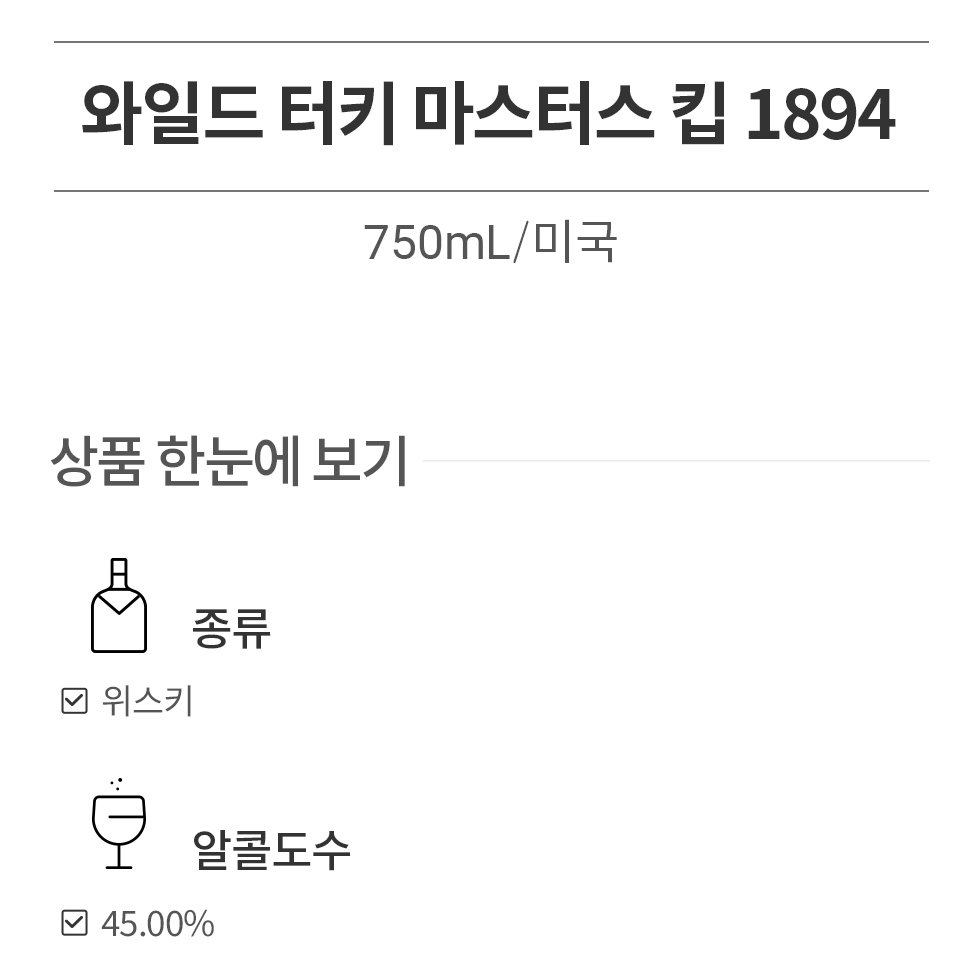 와일드 터키 마스터스 킵 1894
750mL/미국
상품 한눈에 보기
종류
위스키
알콜도수
45.00%